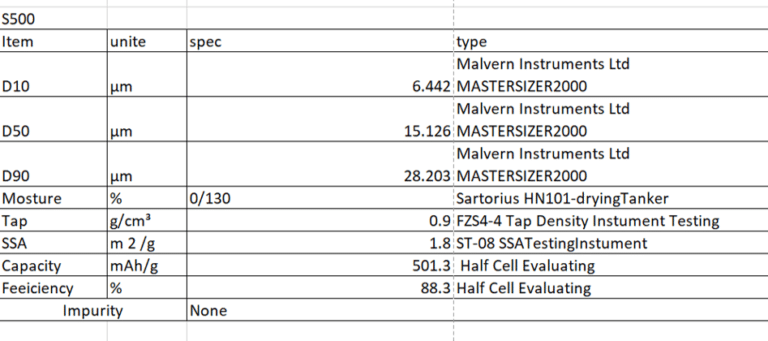 S500
Item unite spec type
Malvern Instruments Ltd
D10 µm 6.442 MASTERSIZER2000
Malvern Instruments Ltd
D50 µm 15.126 MASTERSIZER2000
Malvern Instruments Ltd
D90 µm 28.203 MASTERSIZER2000
Mosture % 0/130 Sartorius HN101-dryingTanker
Tap g/cm³ 0.9 FZS4-4 Tap Density Instument Testing
SSA m 2 /g 1.8 ST-08 SSATestingInstument
Capacity mAh/g 501.3 Half Cell Evaluating
Feeiciency % 88.3 Half Cell Evaluating
Impurity None